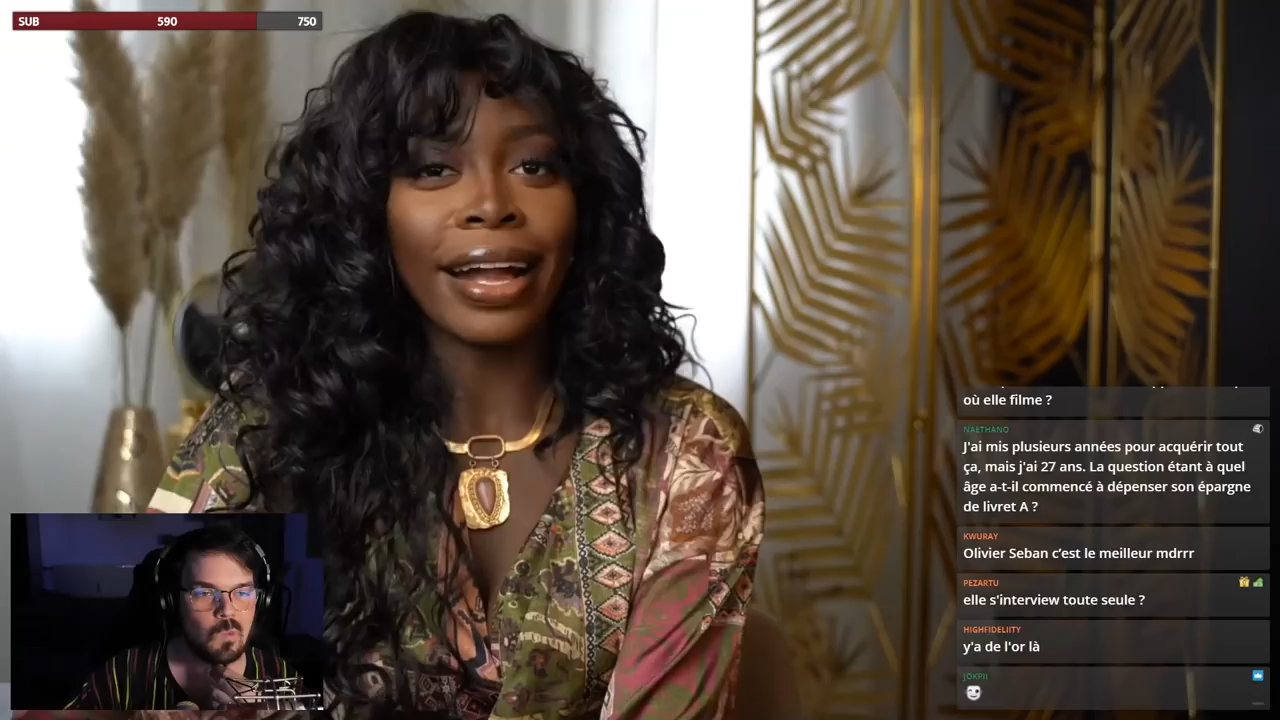 SUB 590 750
où elle filme ?
NAETHANO
J'ai mis plusieurs années pour acquérir tout
ça, mais j'ai 27 ans. La question étant à quel
âge a-t-il commencé à dépenser son épargne
de livret A ?
KWURAY
Olivier Seban c'est le meilleur mdrrr
PEZARTU
elle s'interview toute seule ?
HIGHFIDELIITY
y'a de l'or là
JOKPII